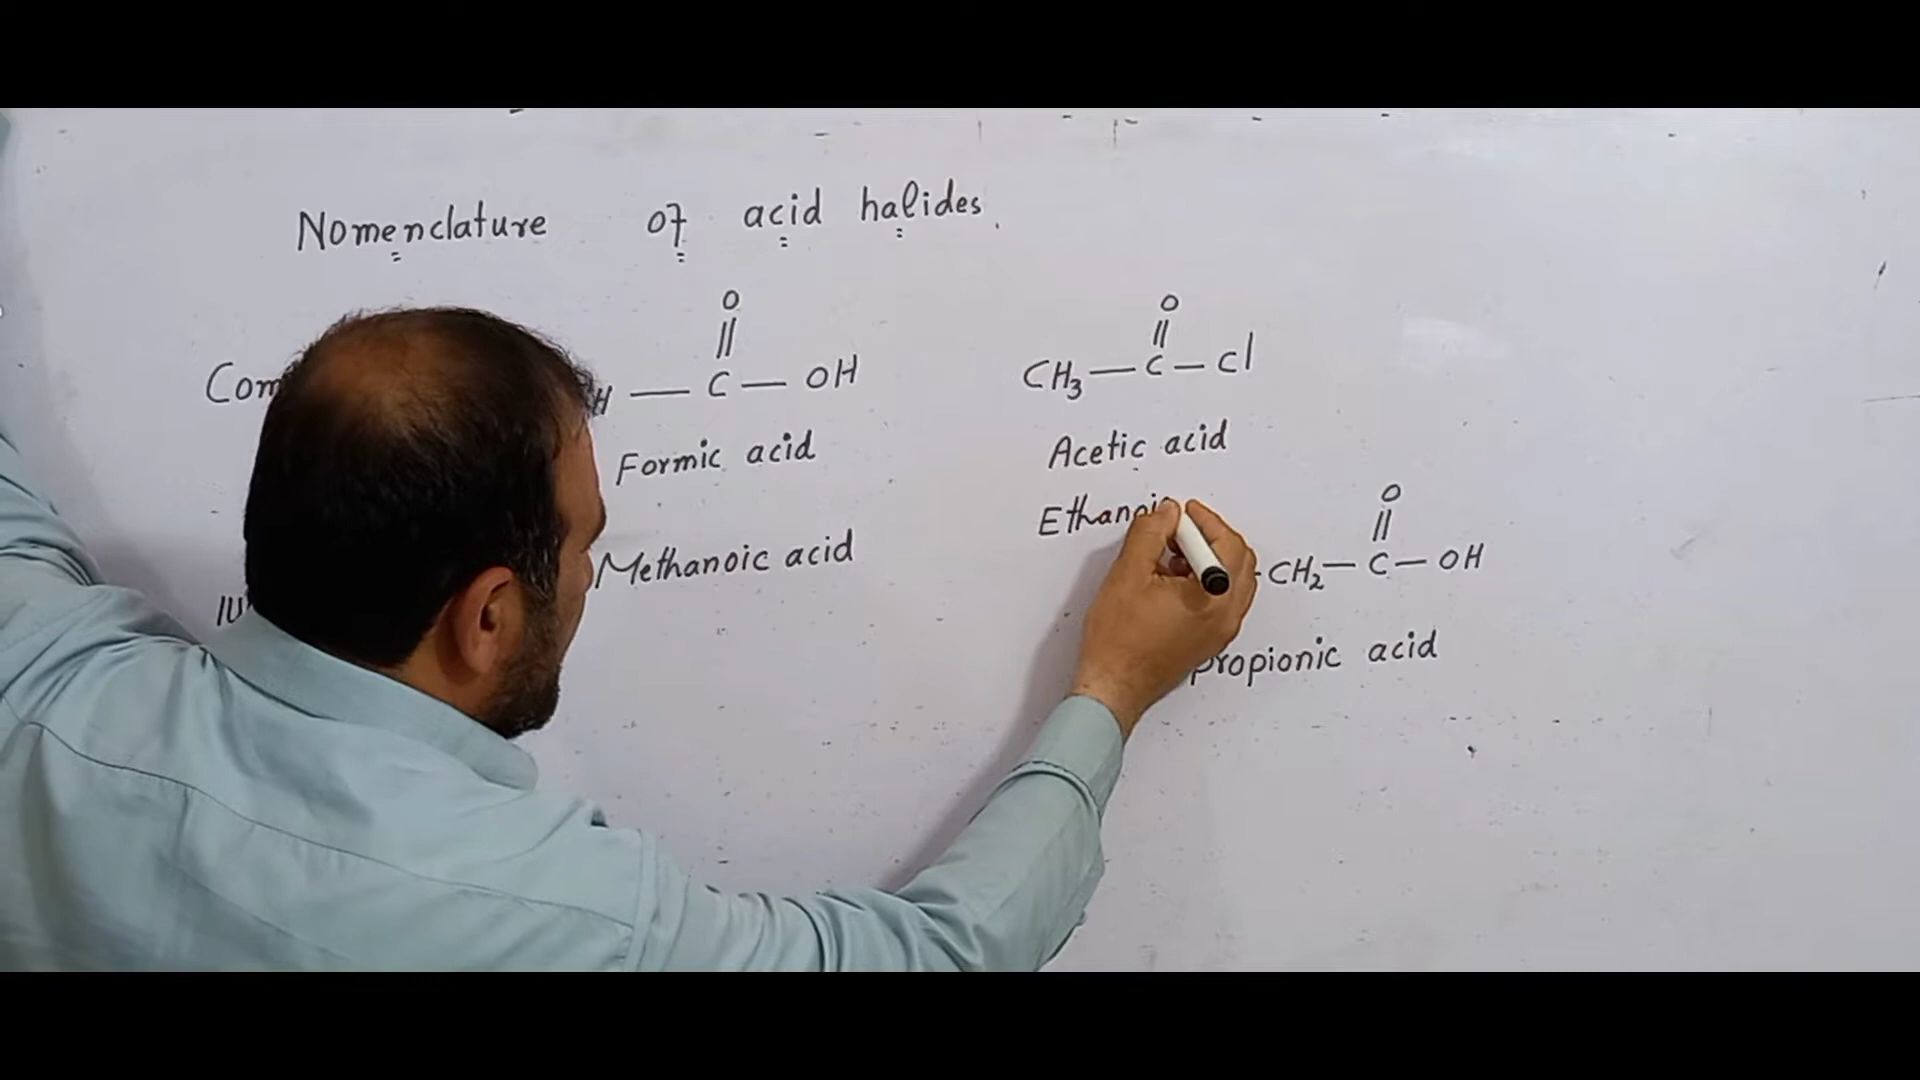 Nomenclature of acid halides.
O
||
H — C — OH
O
||
CH₃ — C — Cl
Formic acid
Acetic acid
Methanoic acid
O
||
CH₂ — C — OH
propionic acid